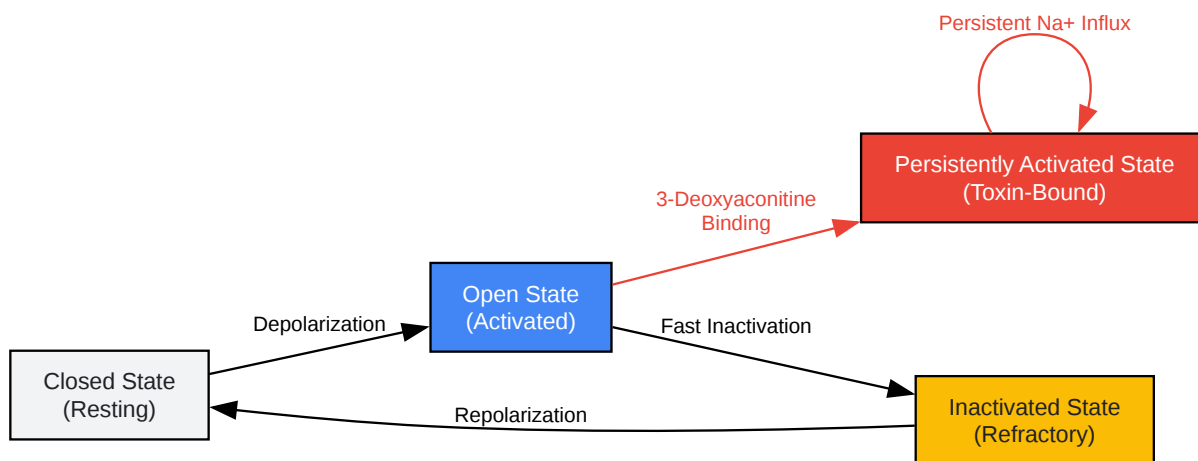 Persistent Na+ Influx
Persistently Activated State
(Toxin-Bound)
3-Deoxyaconitine
Binding
Open State
(Activated)
Depolarization
Fast Inactivation
Closed State
(Resting)
Repolarization
Inactivated State
(Refractory)